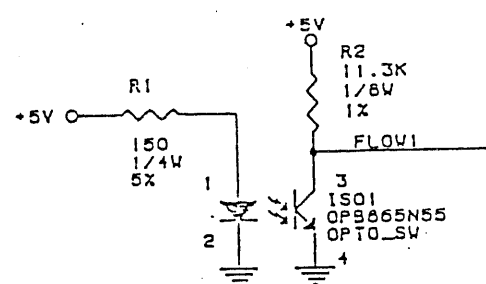 +5V
R2
11.3K
1/8W
1%
R1
+5V
150
1/4W
5%
FLOW1
1
3
ISO1
OPB865N55
OPTO_SW
2
4